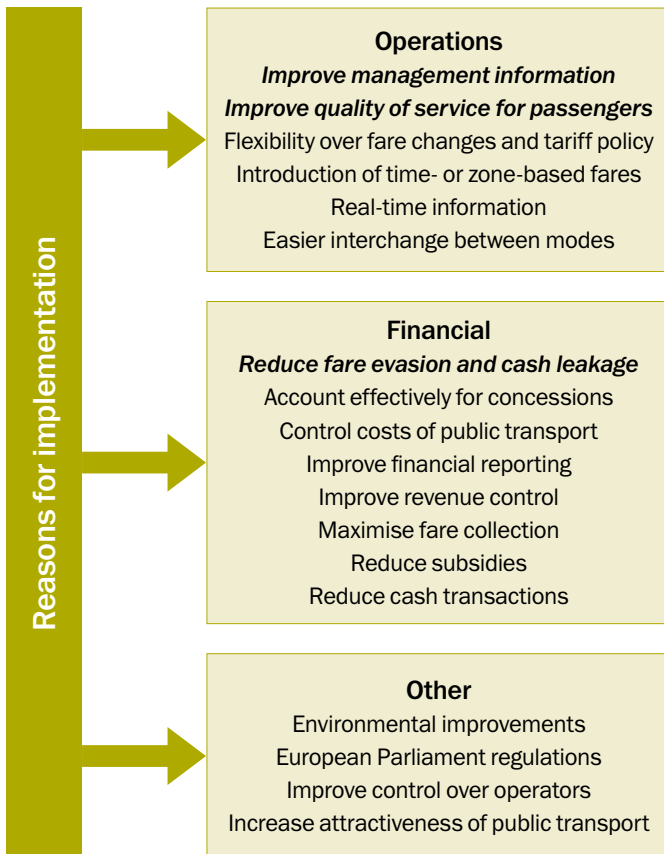 Reasons for implementation
Operations
Improve management information
Improve quality of service for passengers
Flexibility over fare changes and tariff policy
Introduction of time- or zone-based fares
Real-time information
Easier interchange between modes
Financial
Reduce fare evasion and cash leakage
Account effectively for concessions
Control costs of public transport
Improve financial reporting
Improve revenue control
Maximise fare collection
Reduce subsidies
Reduce cash transactions
Other
Environmental improvements
European Parliament regulations
Improve control over operators
Increase attractiveness of public transport